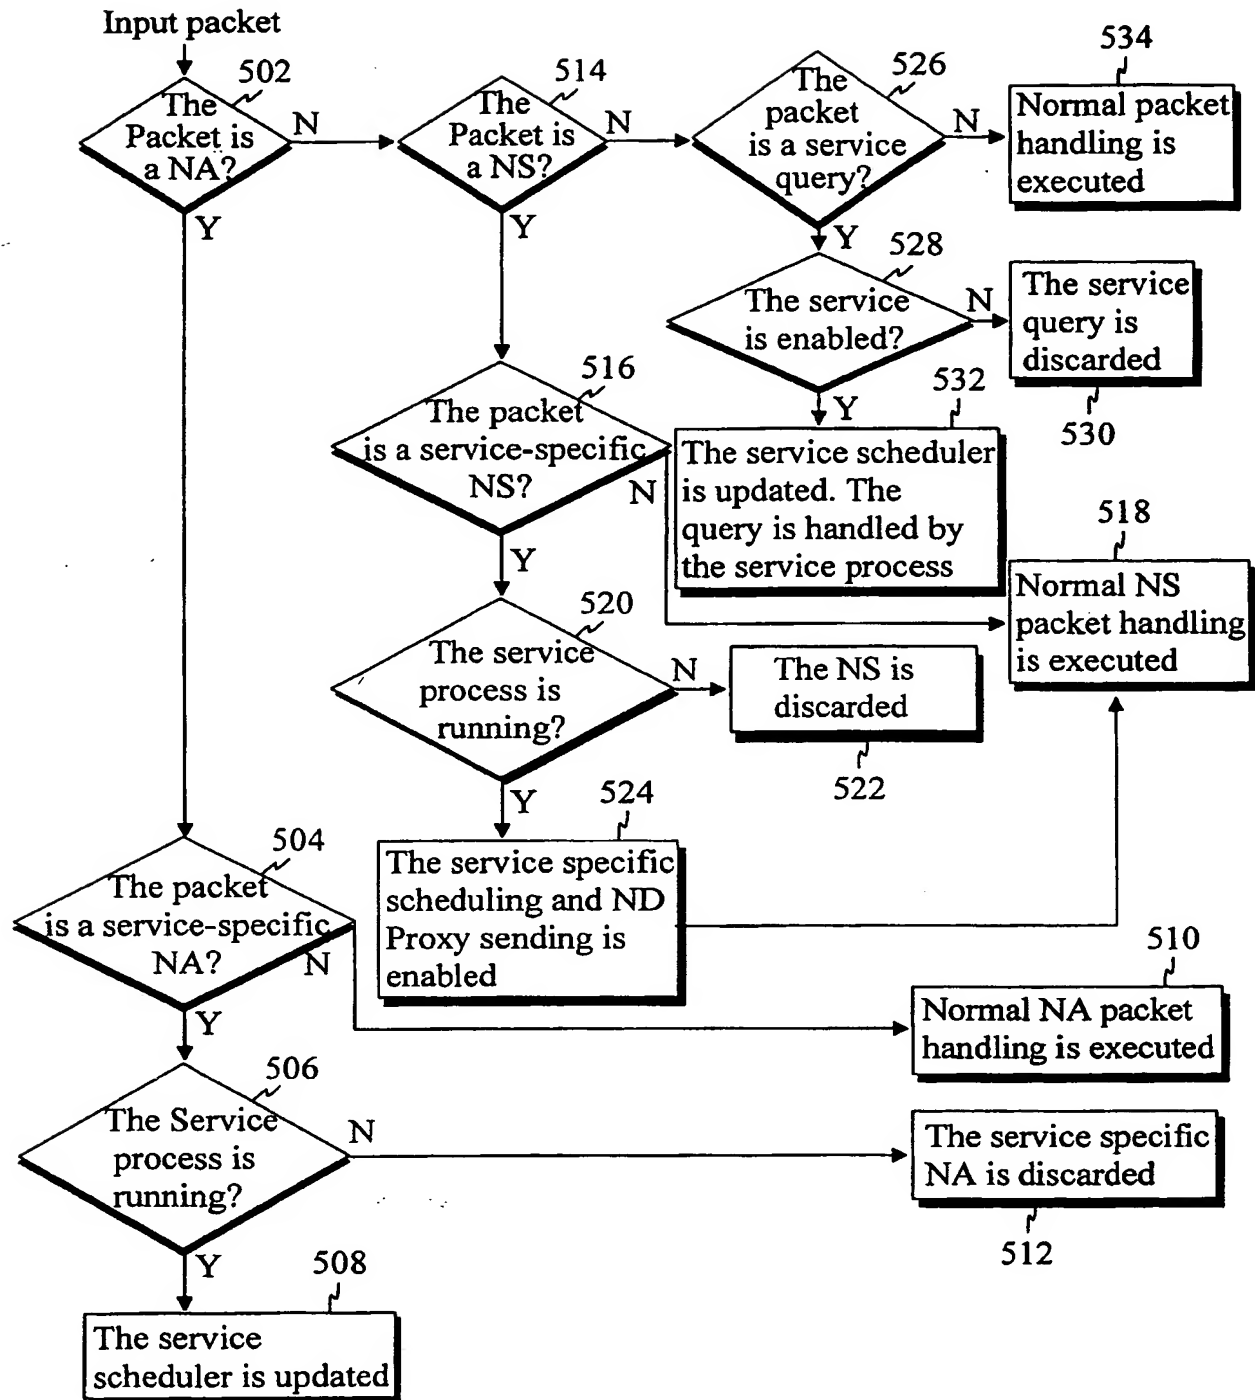 Input packet
502
The
Packet is
a NA?
N
Y
514
The
Packet is
a NS?
N
Y
526
The
packet
is a service
query?
N
Y
534
Normal packet
handling is
executed
528
The service
is enabled?
N
Y
The service
query is
discarded
530
516
The packet
is a service-specific
NS?
N
Y
532
The service scheduler
is updated. The
query is handled by
the service process
518
Normal NS
packet handling
is executed
520
The service
process is
running?
N
Y
The NS is
discarded
522
524
The service specific
scheduling and ND
Proxy sending is
enabled
504
The packet
is a service-specific
NA?
N
Y
510
Normal NA packet
handling is executed
506
The Service
process is
running?
N
Y
The service specific
NA is discarded
512
508
The service
scheduler is updated